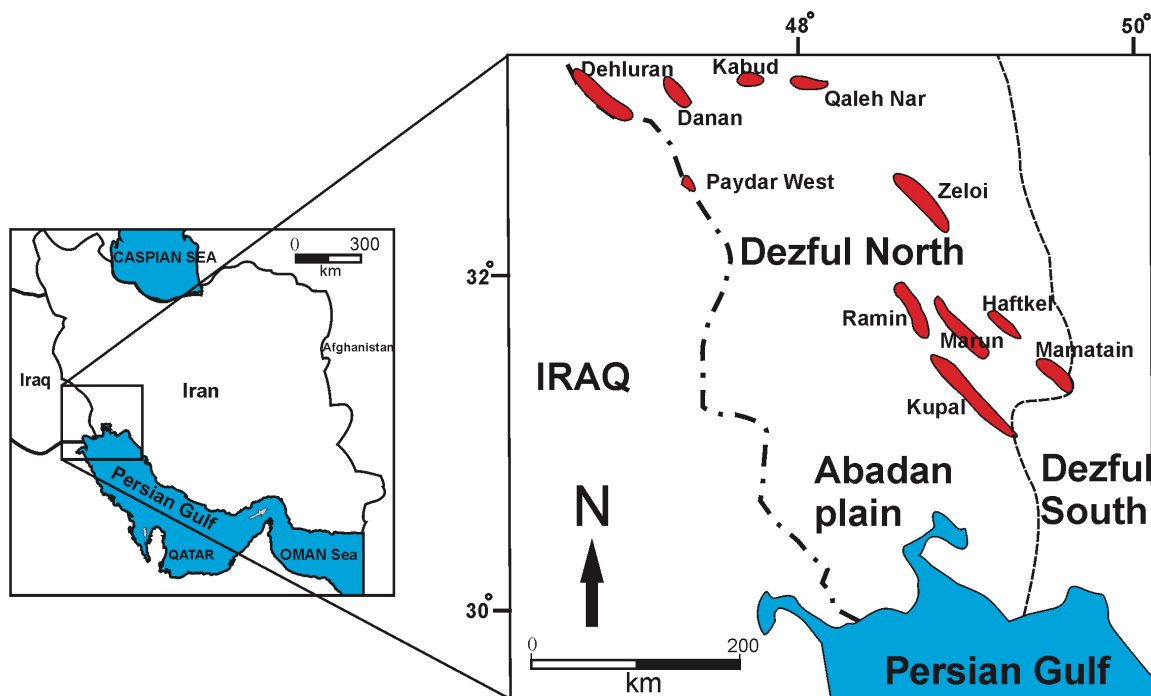 48°
50°
Dehluran
Kabud
Qaleh Nar
Danan
Paydar West
Zeloi
Dezful North
32°
Ramin
Haftkel
Marun
Mamatain
IRAQ
Kupal
Abadan
plain
Dezful
South
N
30°
0
200
km
Persian Gulf
CASPIAN SEA
0
300
km
Afghanistan
Iraq
Iran
Persian Gulf
QATAR
OMAN Sea